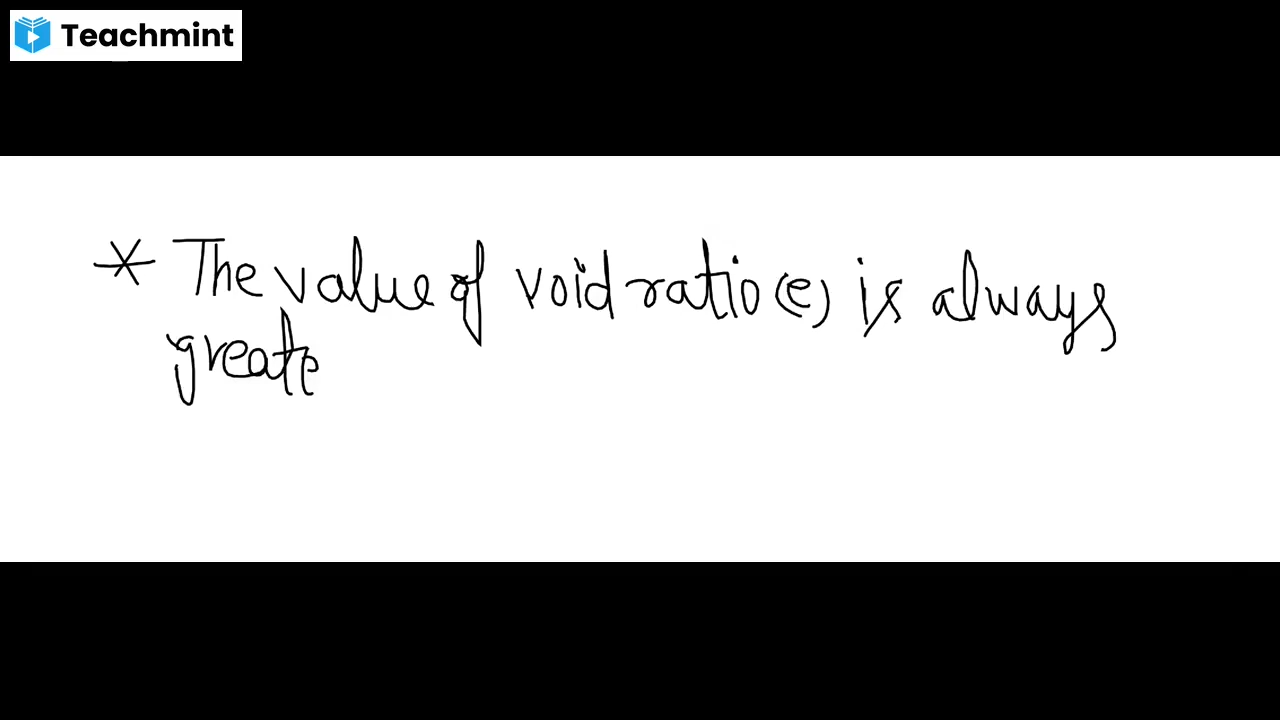 Teachmint
* The value of void ratio (e) is always
greate